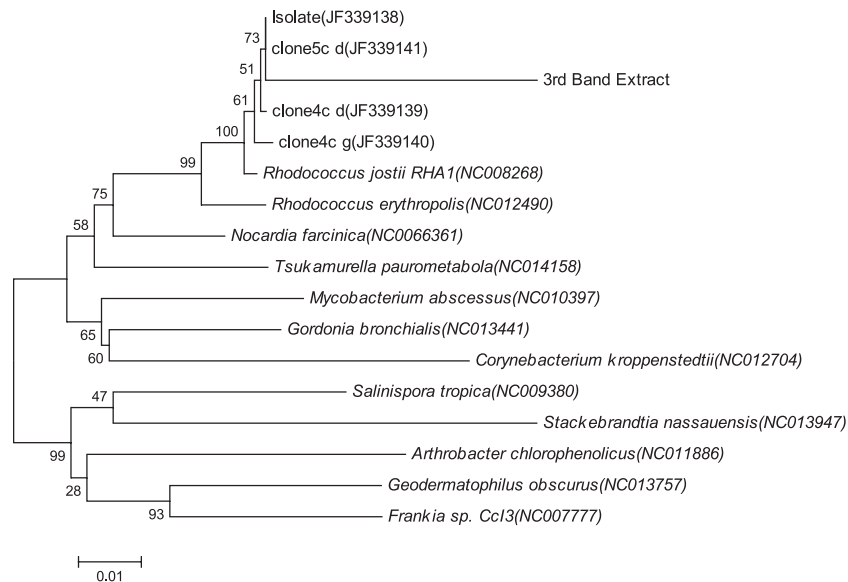 Isolate(JF339138)
73
clone5c d(JF339141)
51
3rd Band Extract
61
clone4c d(JF339139)
100
clone4c g(JF339140)
99
Rhodococcus jostii RHA1(NC008268)
75
Rhodococcus erythropolis(NC012490)
58
Nocardia farcinica(NC0066361)
Tsukamurella paurometabola(NC014158)
Mycobacterium abscessus(NC010397)
65
Gordonia bronchialis(NC013441)
60
Corynebacterium kroppenstedtii(NC012704)
47
Salinispora tropica(NC009380)
Stackebrandtia nassauensis(NC013947)
99
Arthrobacter chlorophenolicus(NC011886)
28
Geodermatophilus obscurus(NC013757)
93
Frankia sp. CcI3(NC007777)
0.01